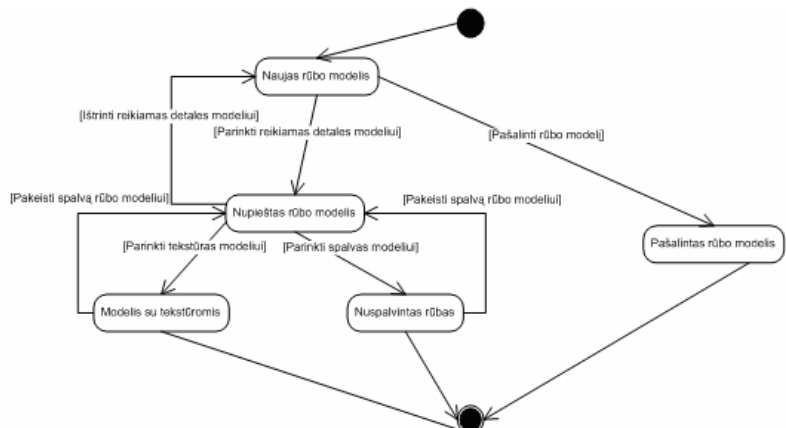 Naujas rūbo modelis
[Ištrinti reikiamas detales modeliui]
[Parinkti reikiamas detales modeliui]
[Pašalinti rūbo modelį]
[Pakeisti spalvą rūbo modeliui]
[Pakeisti spalvą rūbo modeliui]
Nupieštas rūbo modelis
[Parinkti tekstūras modeliui]
[Parinkti spalvas modeliui]
Pašalintas rūbo modelis
Modelis su tekstūromis
Nuspalvintas rūbas